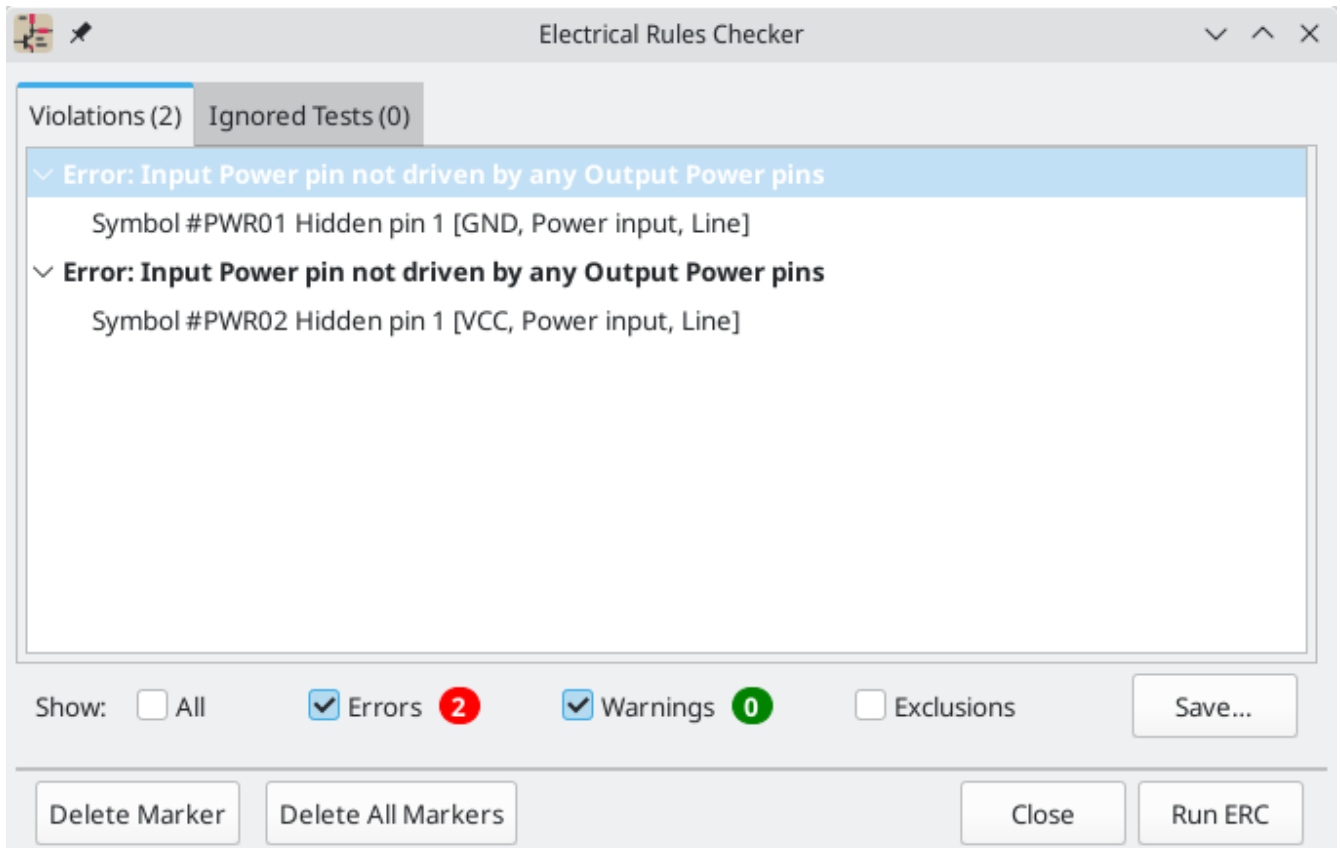 Electrical Rules Checker
Violations (2) Ignored Tests (0)
Error: Input Power pin not driven by any Output Power pins
Symbol #PWR01 Hidden pin 1 [GND, Power input, Line]
Error: Input Power pin not driven by any Output Power pins
Symbol #PWR02 Hidden pin 1 [VCC, Power input, Line]
Show: All Errors 2 Warnings 0 Exclusions Save...
Delete Marker Delete All Markers Close Run ERC